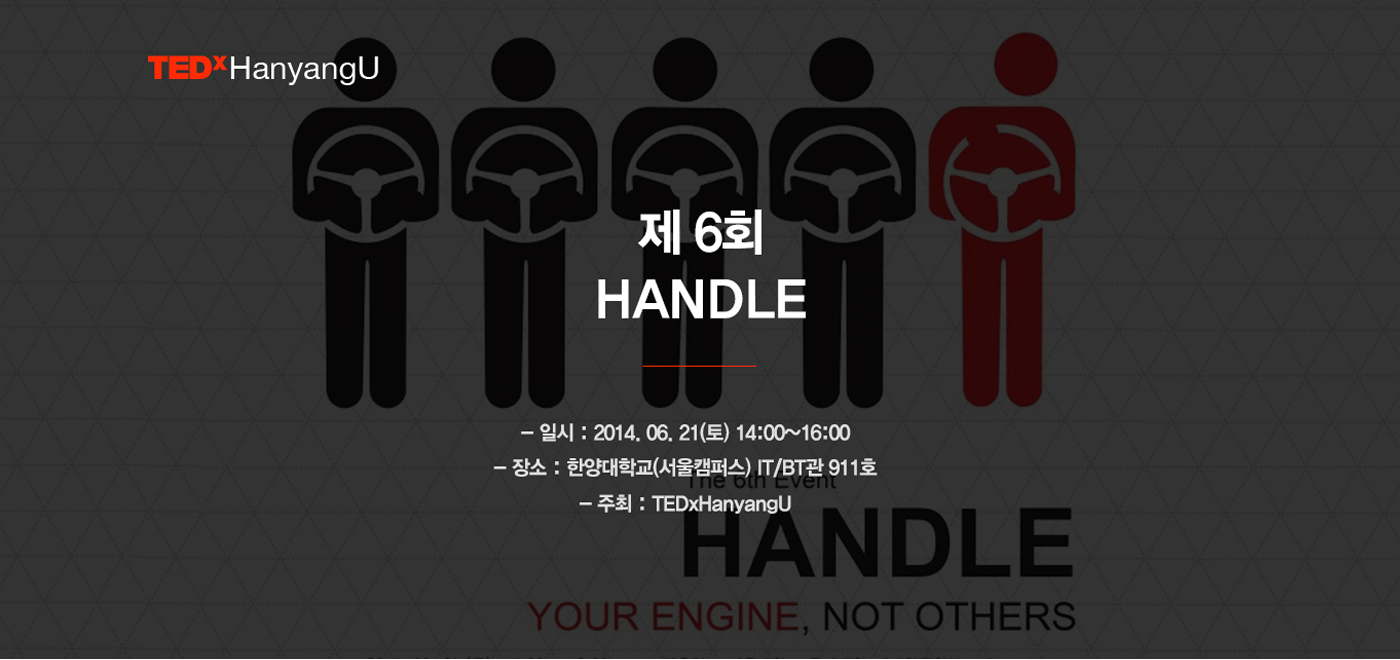 TEDxHanyangU
제 6회
HANDLE
- 일시 : 2014. 06. 21(토) 14:00~16:00
- 장소 : 한양대학교(서울캠퍼스) IT/BT관 911호
The 6th Event
- 주최 : TEDxHanyangU
HANDLE
YOUR ENGINE, NOT OTHERS